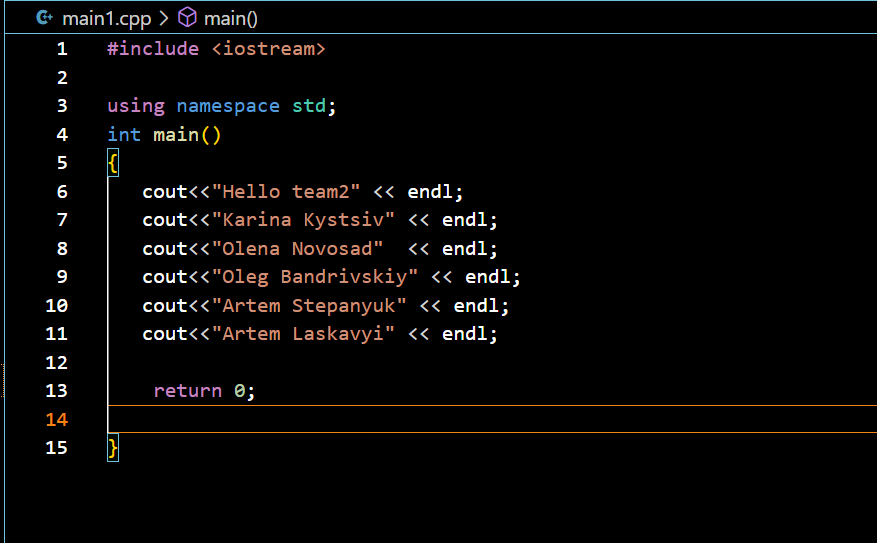 main1.cpp > main()
1 #include <iostream>
2
3 using namespace std;
4 int main()
5 {
6    cout<<"Hello team2" << endl;
7    cout<<"Karina Kystsiv" << endl;
8    cout<<"Olena Novosad"  << endl;
9    cout<<"Oleg Bandrivskiy" << endl;
10    cout<<"Artem Stepanyuk" << endl;
11    cout<<"Artem Laskavyi" << endl;
12
13     return 0;
14
15 }